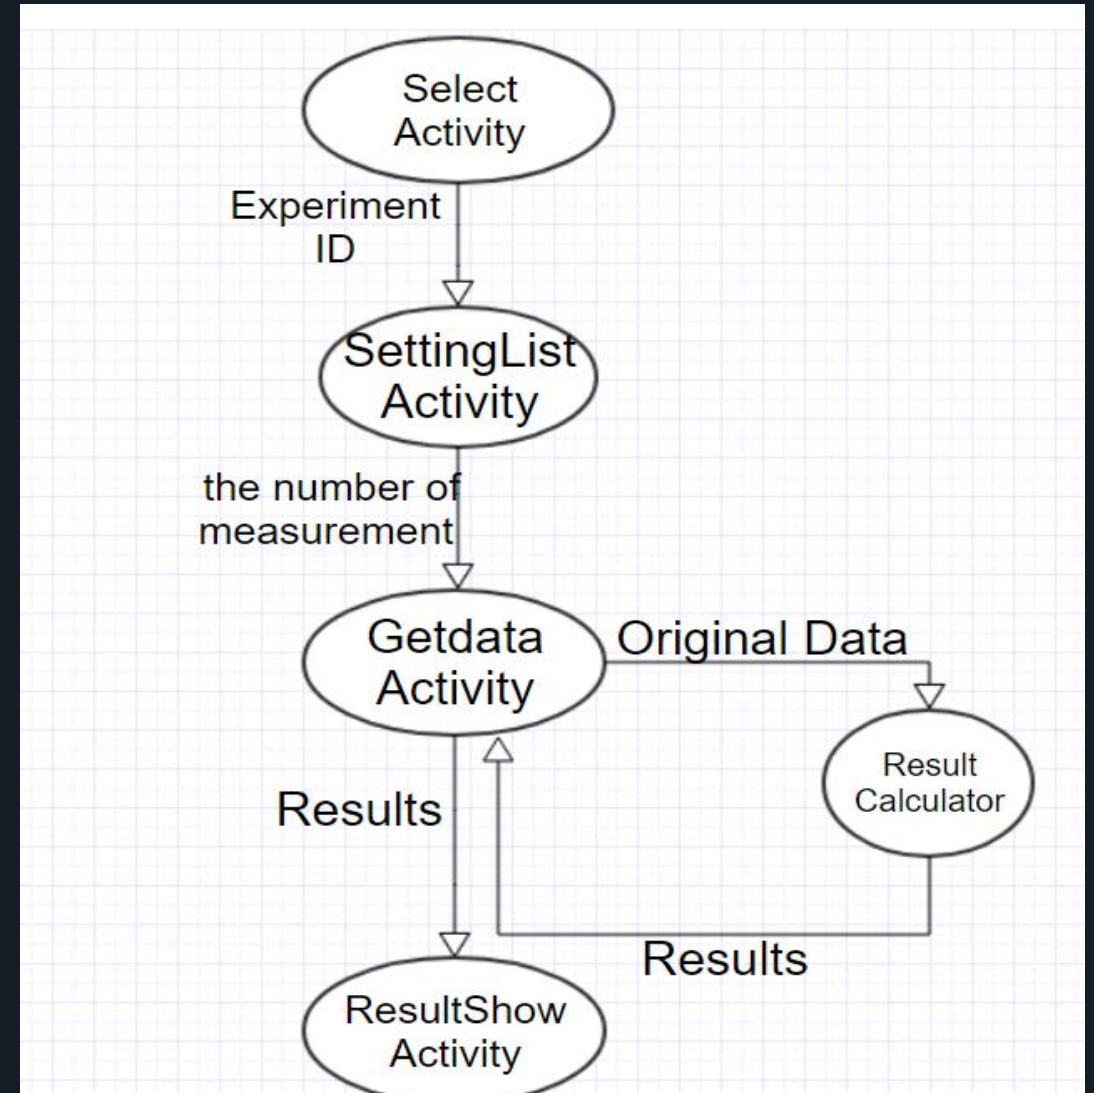 Select
Activity
Experiment
ID
SettingList
Activity
the number of
measurement
Getdata
Activity
Original Data
Result
Calculator
Results
Results
ResultShow
Activity